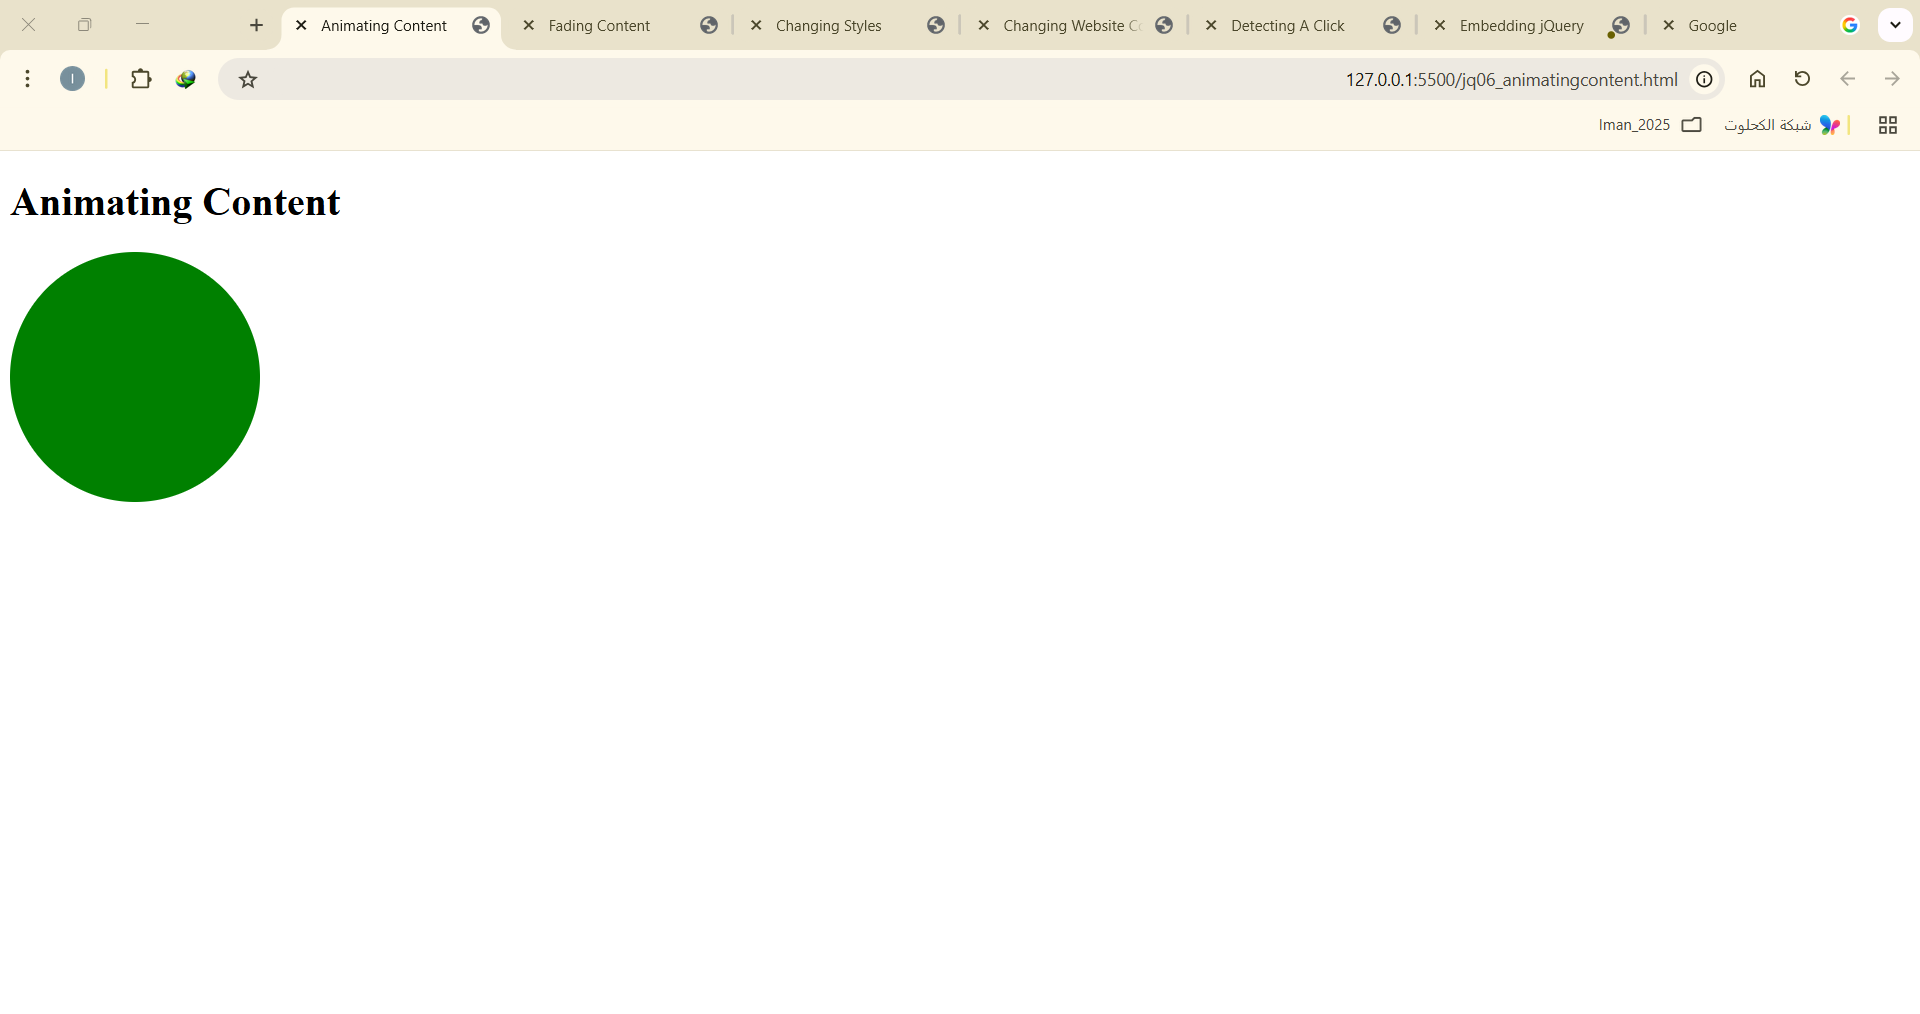 Animating Content
Fading Content
Changing Styles
Changing Website Co
Detecting A Click
Embedding jQuery
Google
I
127.0.0.1:5500/jq06_animatingcontent.html
Iman_2025
شبكة الكحلوت
Animating Content